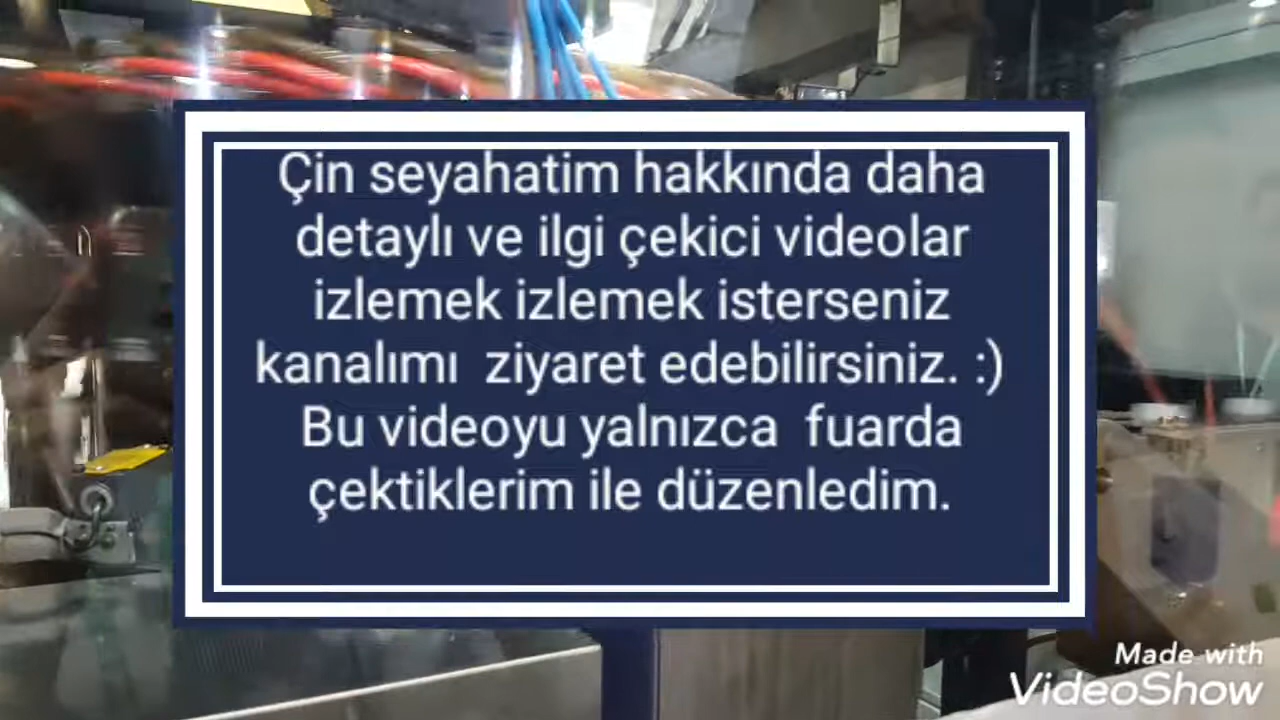 Çin seyahatim hakkında daha
detaylı ve ilgi çekici videolar
izlemek izlemek isterseniz
kanalımı  ziyaret edebilirsiniz. :)
Bu videoyu yalnızca  fuarda
çektiklerim ile düzenledim.
Made with
VideoShow